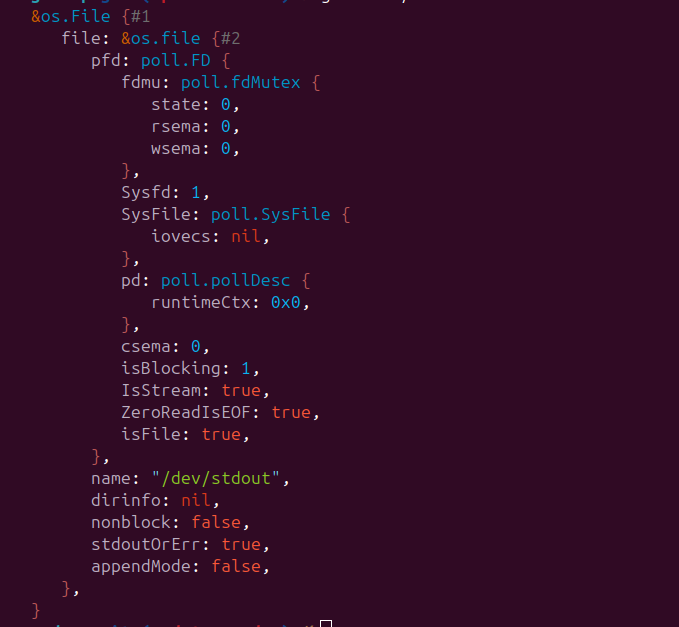 &os.File {#1
   file: &os.file {#2
      pfd: poll.FD {
         fdmu: poll.fdMutex {
            state: 0,
            rsema: 0,
            wsema: 0,
         },
         Sysfd: 1,
         SysFile: poll.SysFile {
            iovecs: nil,
         },
         pd: poll.pollDesc {
            runtimeCtx: 0x0,
         },
         csema: 0,
         isBlocking: 1,
         IsStream: true,
         ZeroReadIsEOF: true,
         isFile: true,
      },
      name: "/dev/stdout",
      dirinfo: nil,
      nonblock: false,
      stdoutOrErr: true,
      appendMode: false,
   },
}